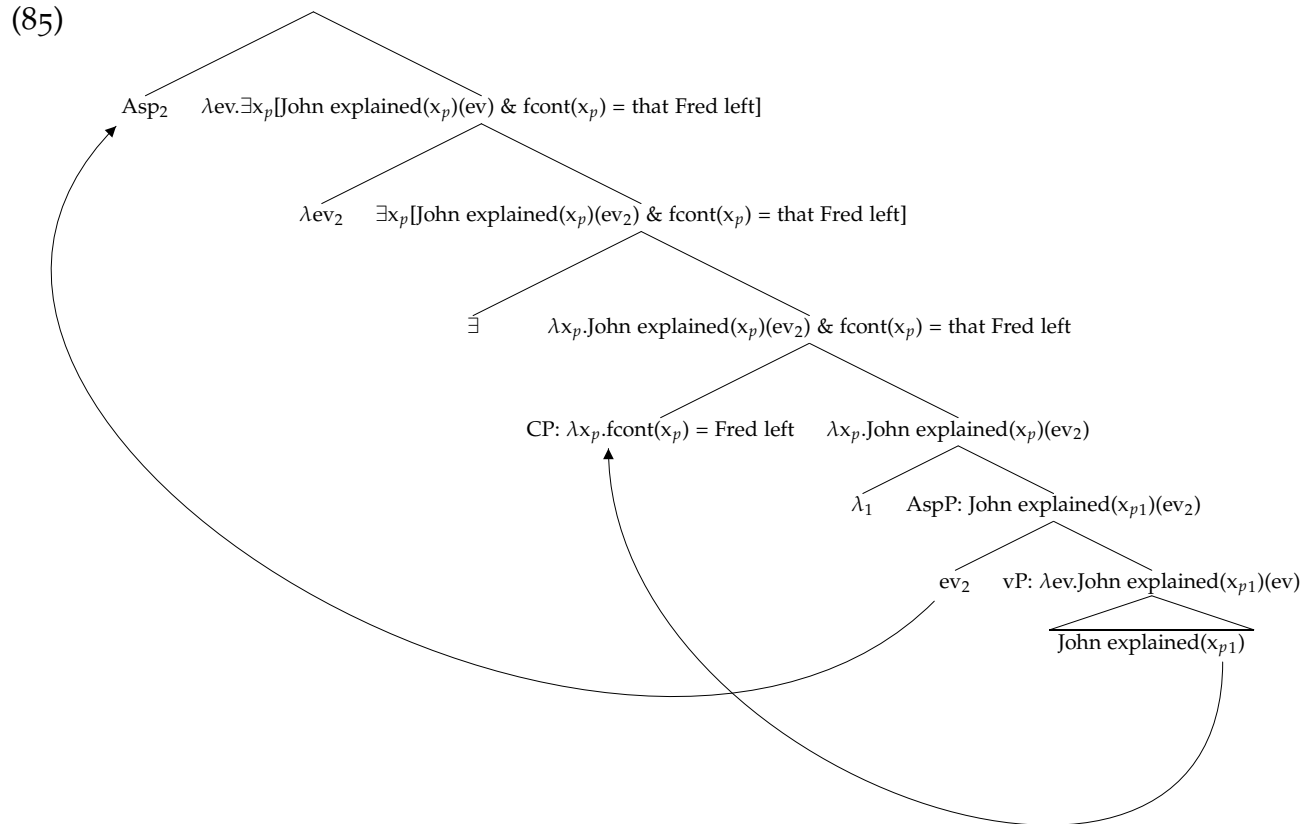 (85)
Asp₂ λev.∃xₚ[John explained(xₚ)(ev) & fcont(xₚ) = that Fred left]
λev₂ ∃xₚ[John explained(xₚ)(ev₂) & fcont(xₚ) = that Fred left]
∃ λxₚ.John explained(xₚ)(ev₂) & fcont(xₚ) = that Fred left
CP: λxₚ.fcont(xₚ) = Fred left λxₚ.John explained(xₚ)(ev₂)
λ₁ AspP: John explained(xₚ₁)(ev₂)
ev₂ vP: λev.John explained(xₚ₁)(ev)
John explained(xₚ₁)